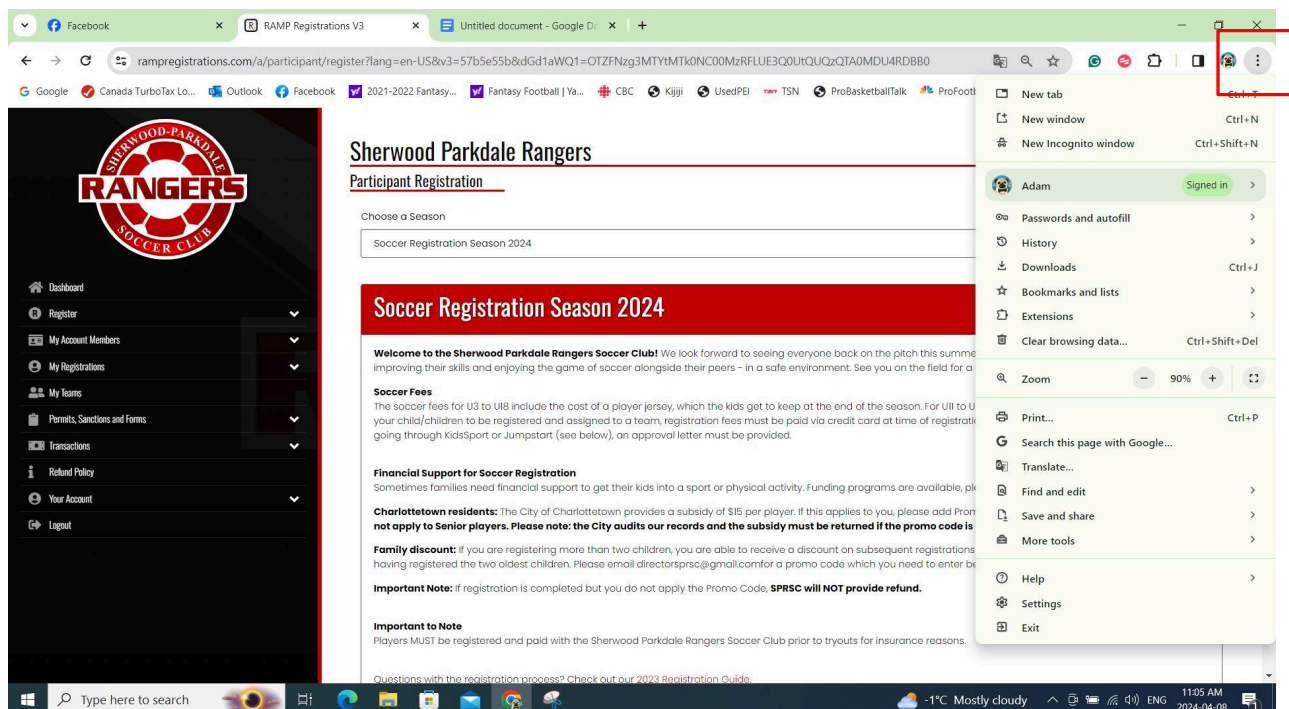 Facebook
RAMP Registrations V3
Untitled document - Google Do
rampregistrations.com/a/participant/register?lang=en-US&v3=57b5e55b&dGd1aWQ1=OTZFNzg3MTYtMTk0NC00MzRFLUE3Q0UtQUQzQTA0MDU4RDBB0
Google
Canada TurboTax Lo...
Outlook
Facebook
2021-2022 Fantasy...
Fantasy Football | Ya...
CBC
Kijiji
UsedPEI
TSN
ProBasketballTalk
ProFootb
SHERWOOD-PARKDALE
RANGERS
SOCCER CLUB
Dashboard
Register
My Account Members
My Registrations
My Teams
Permits, Sanctions and Forms
Transactions
Refund Policy
Your Account
Logout
Sherwood Parkdale Rangers
Participant Registration
Choose a Season
Soccer Registration Season 2024
Soccer Registration Season 2024
Welcome to the Sherwood Parkdale Rangers Soccer Club! We look forward to seeing everyone back on the pitch this summe
improving their skills and enjoying the game of soccer alongside their peers - in a safe environment. See you on the field for a
Soccer Fees
The soccer fees for U3 to U18 include the cost of a player jersey, which the kids get to keep at the end of the season. For U11 to U
your child/children to be registered and assigned to a team, registration fees must be paid via credit card at time of registratio
going through KidsSport or Jumpstart (see below), an approval letter must be provided.
Financial Support for Soccer Registration
Sometimes families need financial support to get their kids into a sport or physical activity. Funding programs are available, ple
Charlottetown residents: The City of Charlottetown provides a subsidy of $15 per player. If this applies to you, please add Prom
not apply to Senior players. Please note: the City audits our records and the subsidy must be returned if the promo code is
Family discount: If you are registering more than two children, you are able to receive a discount on subsequent registrations
having registered the two oldest children. Please email directorsprsc@gmail.comfor a promo code which you need to enter be
Important Note: If registration is completed but you do not apply the Promo Code, SPRSC will NOT provide refund.
Important to Note
Players MUST be registered and paid with the Sherwood Parkdale Rangers Soccer Club prior to tryouts for insurance reasons.
Questions with the registration process? Check out our 2023 Registration Guide.
New tab Ctrl+T
New window Ctrl+N
New Incognito window Ctrl+Shift+N
Adam Signed in
Passwords and autofill
History
Downloads Ctrl+J
Bookmarks and lists
Extensions
Clear browsing data... Ctrl+Shift+Del
Zoom - 90% +
Print... Ctrl+P
Search this page with Google...
Translate...
Find and edit
Save and share
More tools
Help
Settings
Exit
Type here to search
-1°C Mostly cloudy
ENG
11:05 AM
2024-04-08